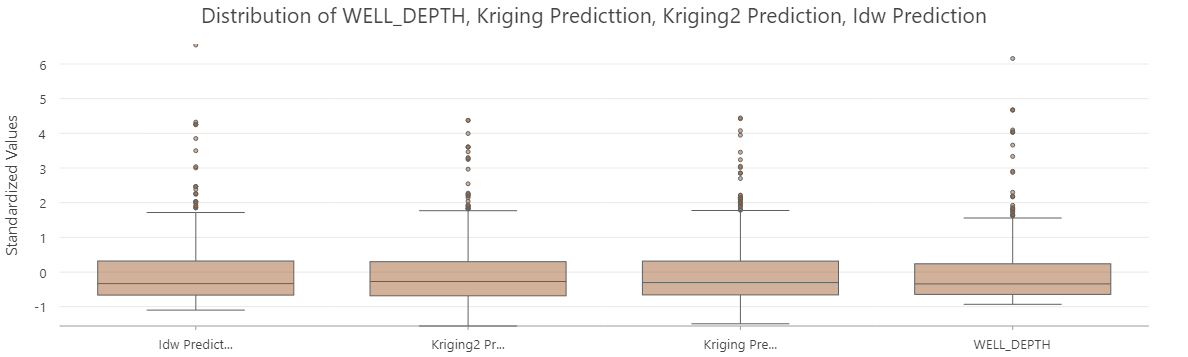 Distribution of WELL_DEPTH, Kriging Predicttion, Kriging2 Prediction, Idw Prediction
Standardized Values
6
5
4
3
2
1
0
-1
Idw Predict...
Kriging2 Pr...
Kriging Pre...
WELL_DEPTH